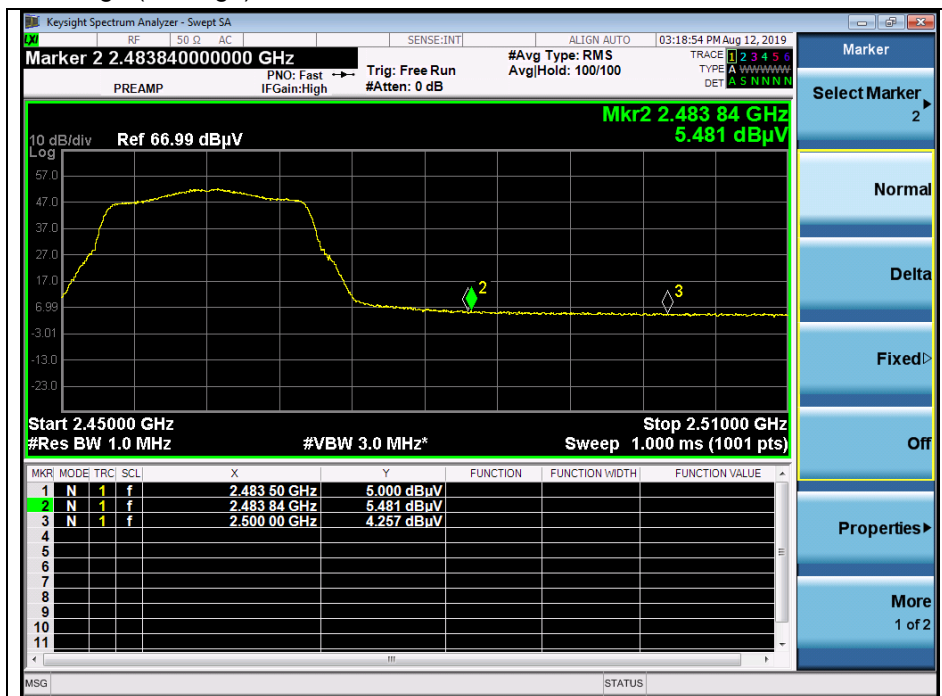 Keysight Spectrum Analyzer - Swept SA
LXI RF 50 Ω AC SENSE:INT ALIGN AUTO 03:18:54 PM Aug 12, 2019
Marker 2 2.483840000000 GHz
PREAMP
PNO: Fast
IFGain:High
Trig: Free Run
#Atten: 0 dB
#Avg Type: RMS
Avg|Hold: 100/100
TRACE 1 2 3 4 5 6
TYPE A WWWWW
DET A S N N N N
Mkr2 2.483 84 GHz
5.481 dBµV
10 dB/div Ref 66.99 dBµV
Log
57.0
47.0
37.0
27.0
17.0
6.99
-3.01
-13.0
-23.0
2
3
Start 2.45000 GHz Stop 2.51000 GHz
#Res BW 1.0 MHz #VBW 3.0 MHz* Sweep 1.000 ms (1001 pts)
MKR MODE TRC SCL X Y FUNCTION FUNCTION WIDTH FUNCTION VALUE
1 N 1 f 2.483 50 GHz 5.000 dBµV
2 N 1 f 2.483 84 GHz 5.481 dBµV
3 N 1 f 2.500 00 GHz 4.257 dBµV
4
5
6
7
8
9
10
11
MSG STATUS
Marker
Select Marker
2
Normal
Delta
Fixed
Off
Properties
More
1 of 2